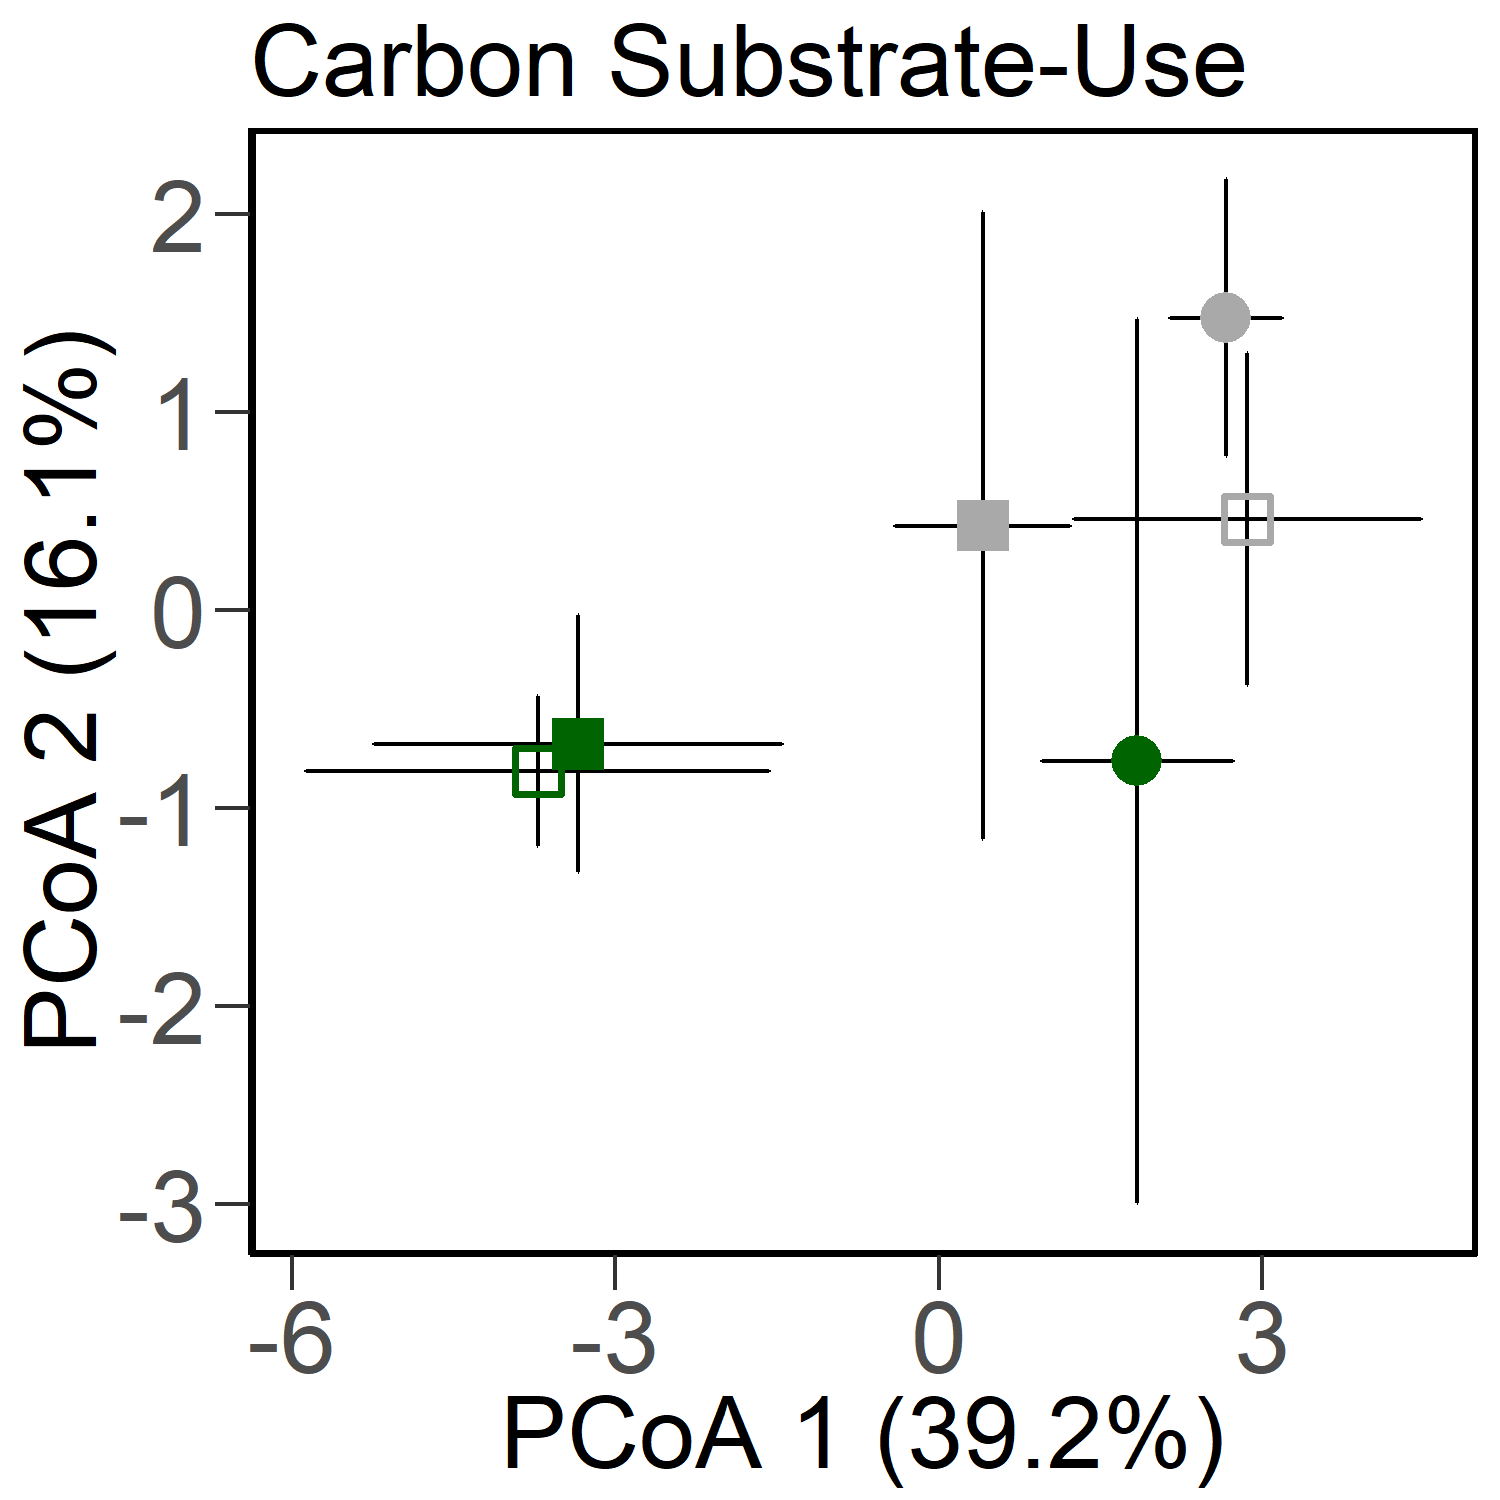 Carbon Substrate-Use
PCoA 2 (16.1%)
2
1
0
-1
-2
-3
-6 -3 0 3
PCoA 1 (39.2%)